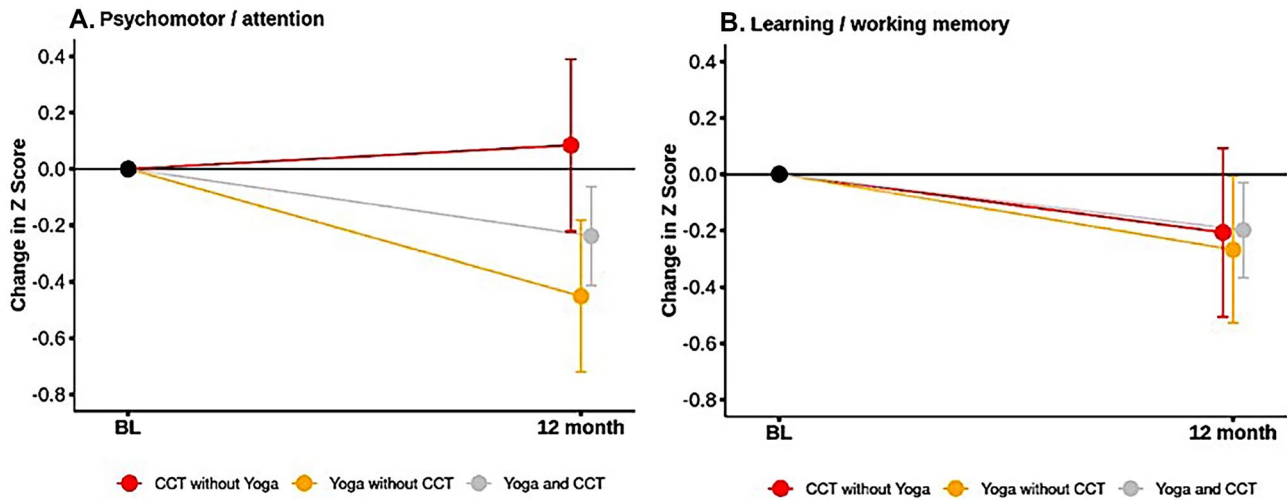 A. Psychomotor / attention
Change in Z Score
0.4
0.2
0.0
-0.2
-0.4
-0.6
-0.8
BL
12 month
CCT without Yoga
Yoga without CCT
Yoga and CCT
B. Learning / working memory
Change in Z Score
0.4
0.2
0.0
-0.2
-0.4
-0.6
-0.8
BL
12 month
CCT without Yoga
Yoga without CCT
Yoga and CCT